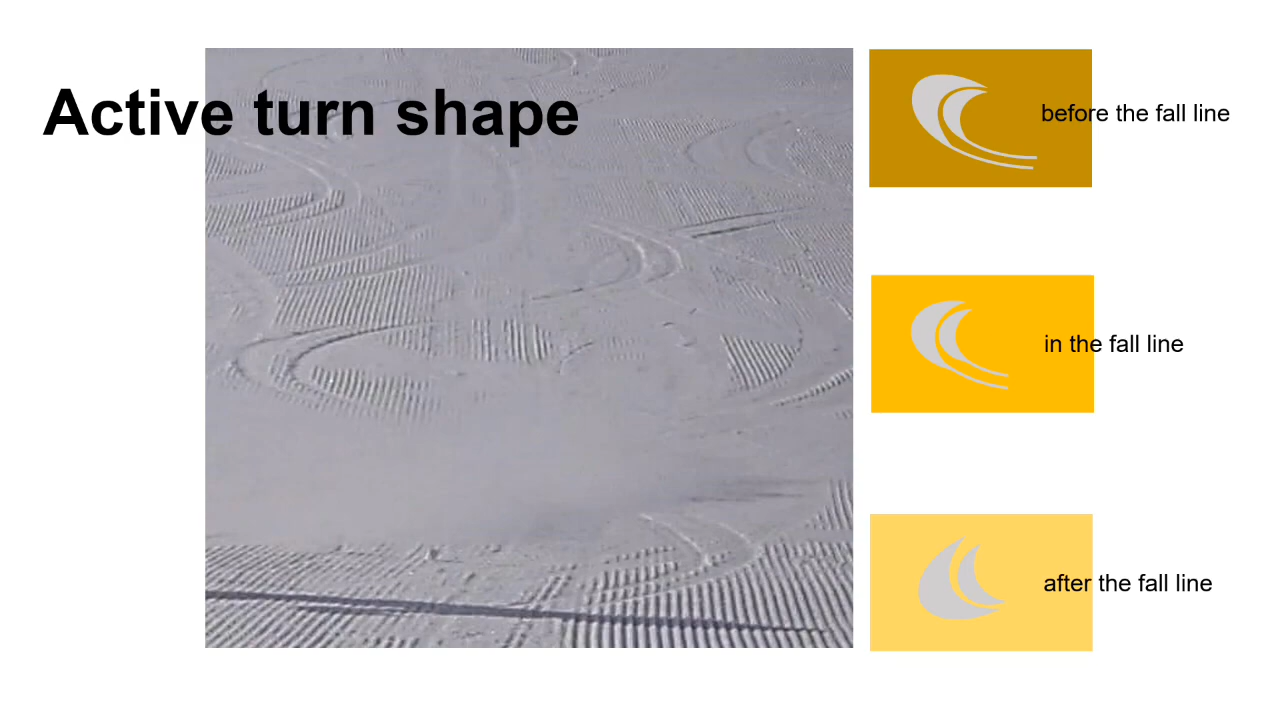 Active turn shape
before the fall line
in the fall line
after the fall line